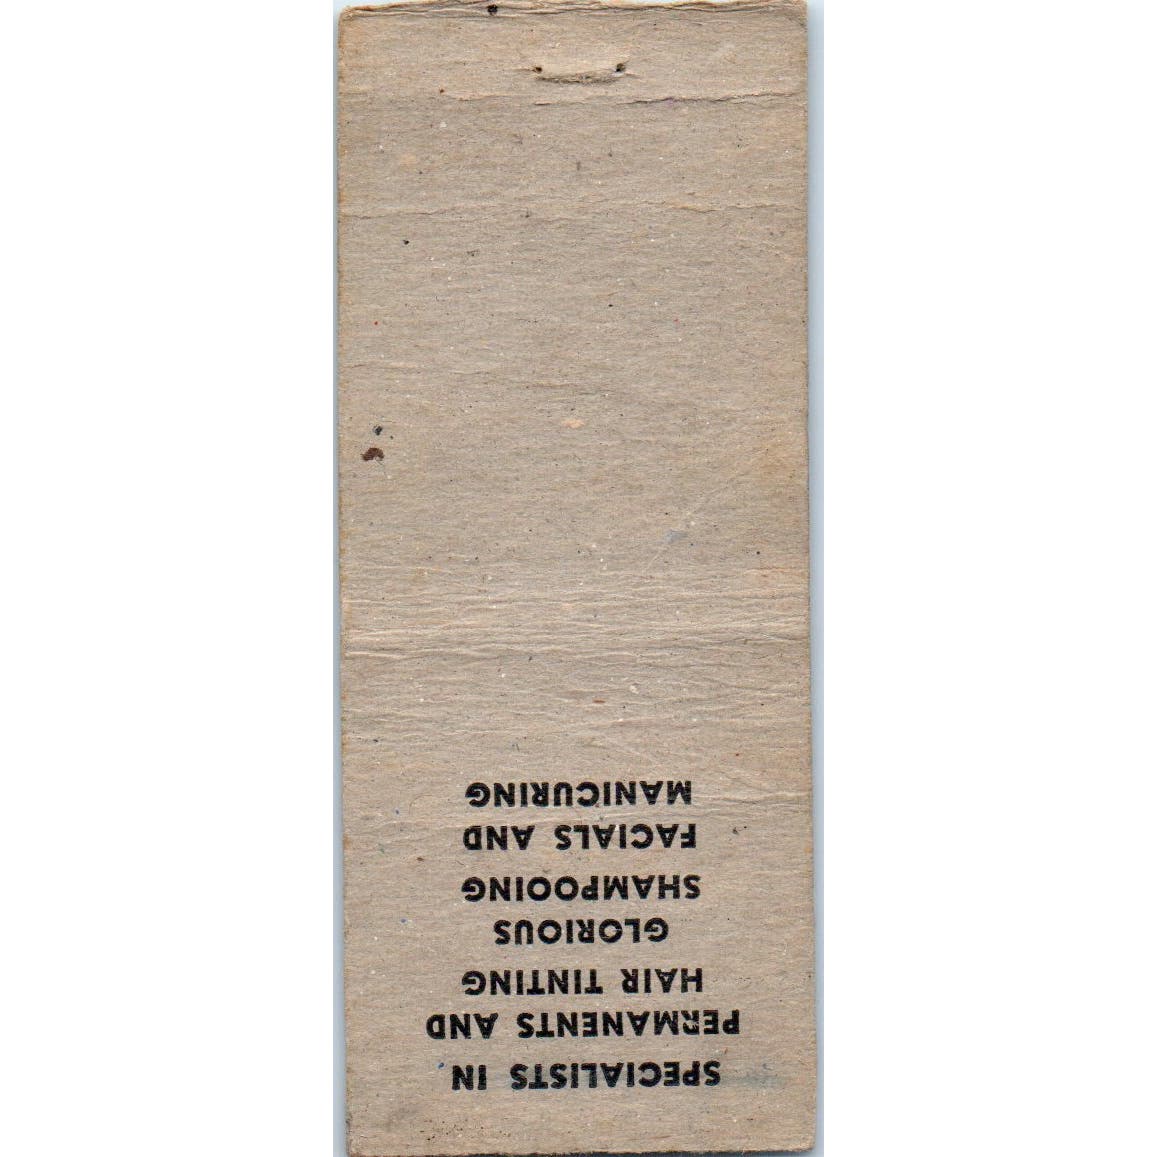 SPECIALISTS IN
PERMANENTS AND
HAIR TINTING
GLORIOUS
SHAMPOOING
FACIALS AND
MANICURING